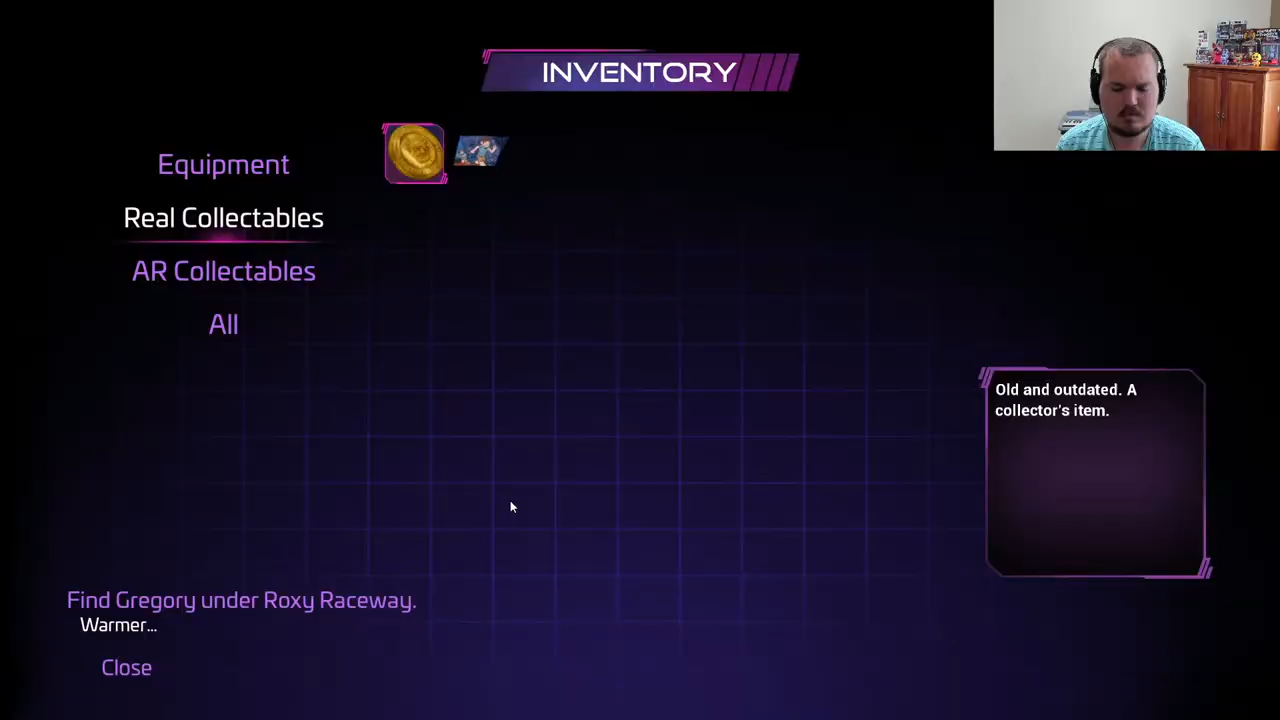 INVENTORY
Equipment
Real Collectables
AR Collectables
All
Old and outdated. A
collector's item.
Find Gregory under Roxy Raceway.
Warmer...
Close